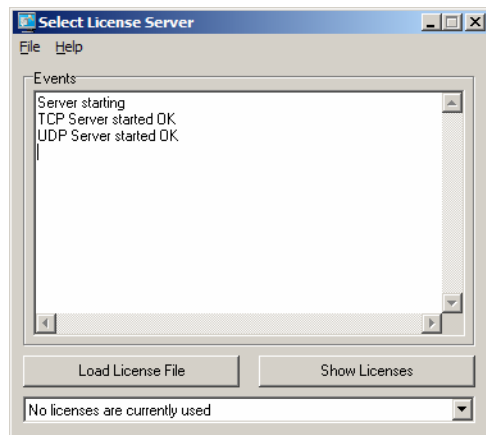 Select License Server
File Help
Events
Server starting
TCP Server started OK
UDP Server started OK
Load License File
Show Licenses
No licenses are currently used